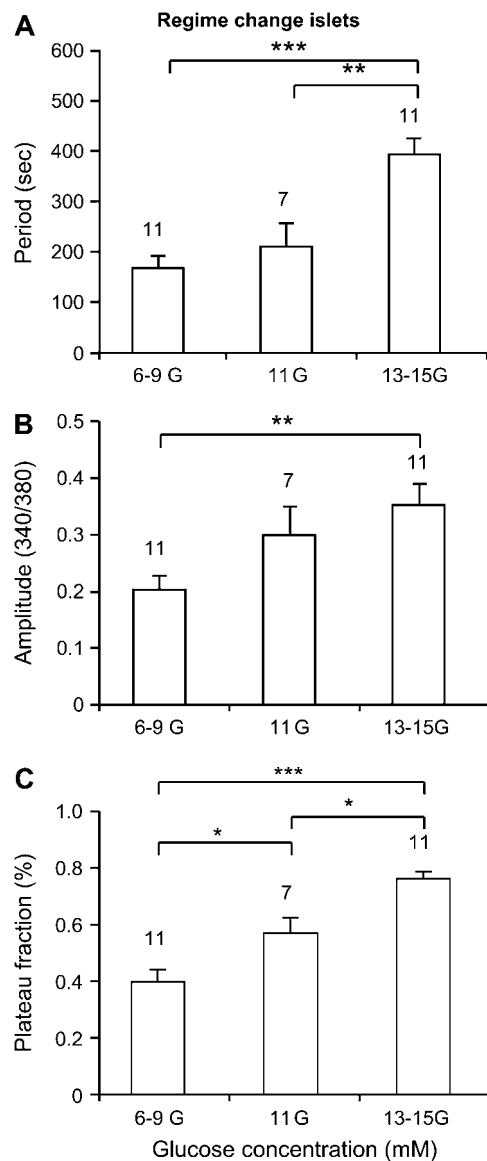 A
Regime change islets
600
500
400
300
200
100
0
Period (sec)
***
**
11
7
11
6-9 G
11 G
13-15G
B
0.5
0.4
0.3
0.2
0.1
0
Amplitude (340/380)
**
11
7
11
6-9 G
11 G
13-15G
C
1.0
0.8
0.6
0.4
0.2
0
Plateau fraction (%)
***
*
*
11
7
11
6-9 G
11 G
13-15G
Glucose concentration (mM)